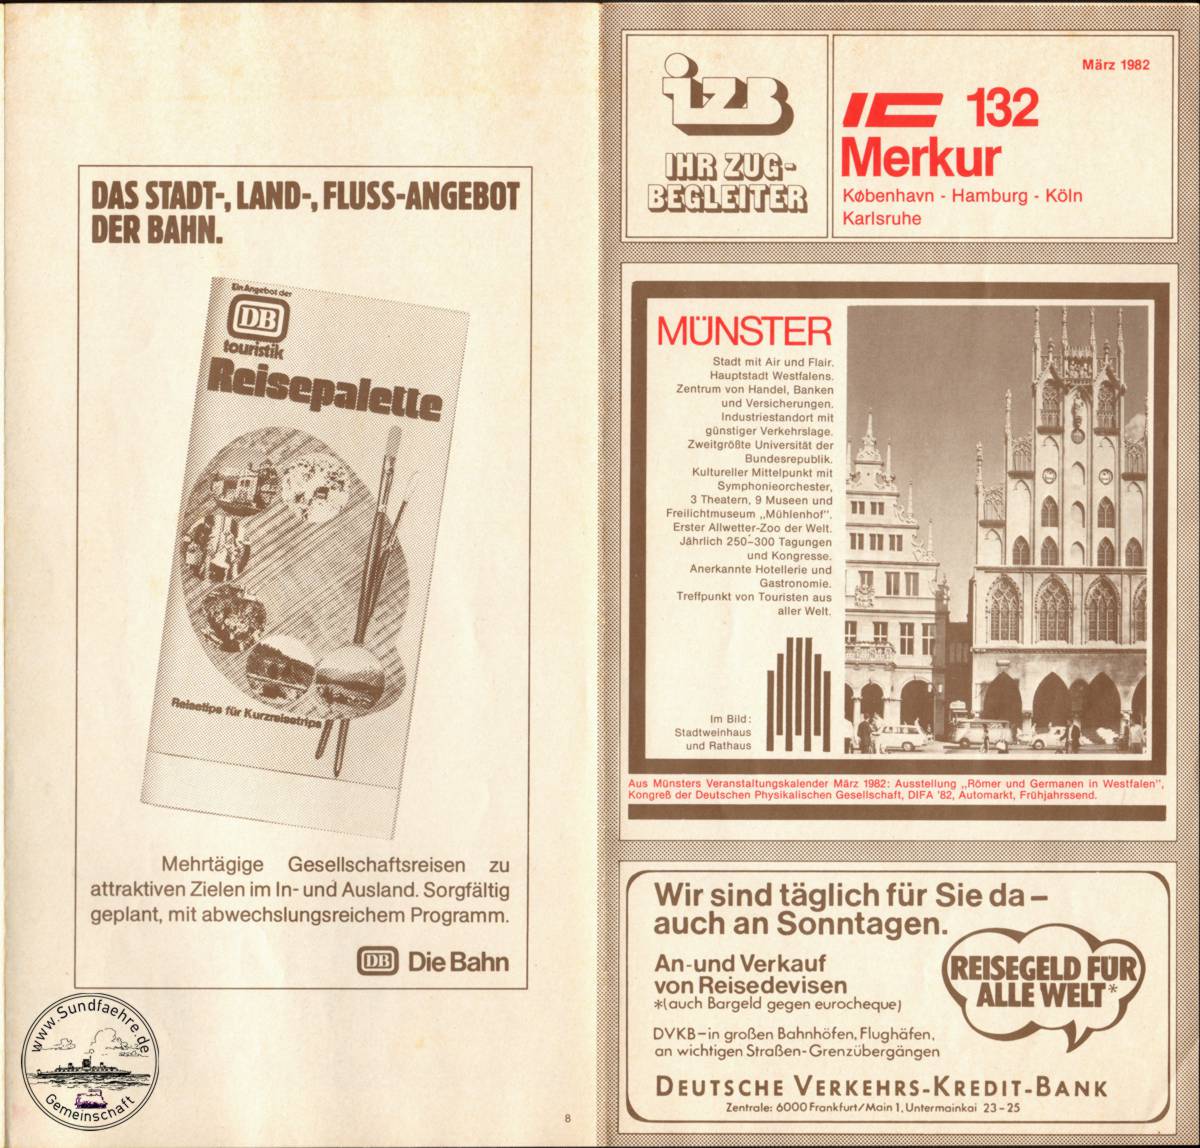 DAS STADT-, LAND-, FLUSS-ANGEBOT
DER BAHN.
Ein Angebot der
DB
touristik
Reisepalette
Reisetips für Kurzreisetrips
Mehrtägige Gesellschaftsreisen zu
attraktiven Zielen im In- und Ausland. Sorgfältig
geplant, mit abwechslungsreichem Programm.
DB Die Bahn
www.Sundfaehre.de
Gemeinschaft
8
izB
IHR ZUG-
BEGLEITER
März 1982
IC 132
Merkur
København - Hamburg - Köln
Karlsruhe
MÜNSTER
Stadt mit Air und Flair.
Hauptstadt Westfalens.
Zentrum von Handel, Banken
und Versicherungen.
Industriestandort mit
günstiger Verkehrslage.
Zweitgrößte Universität der
Bundesrepublik.
Kultureller Mittelpunkt mit
Symphonieorchester,
3 Theatern, 9 Museen und
Freilichtmuseum „Mühlenhof“.
Erster Allwetter-Zoo der Welt.
Jährlich 250–300 Tagungen
und Kongresse.
Anerkannte Hotellerie und
Gastronomie.
Treffpunkt von Touristen aus
aller Welt.
Im Bild:
Stadtweinhaus
und Rathaus
Aus Münsters Veranstaltungskalender März 1982: Ausstellung „Römer und Germanen in Westfalen“,
Kongreß der Deutschen Physikalischen Gesellschaft, DIFA '82, Automarkt, Frühjahrssend.
Wir sind täglich für Sie da –
auch an Sonntagen.
An-und Verkauf
von Reisedevisen
*(auch Bargeld gegen eurocheque)
REISEGELD FÜR
ALLE WELT*
DVKB – in großen Bahnhöfen, Flughäfen,
an wichtigen Straßen-Grenzübergängen
DEUTSCHE VERKEHRS-KREDIT-BANK
Zentrale: 6000 Frankfurt/Main 1, Untermainkai 23–25